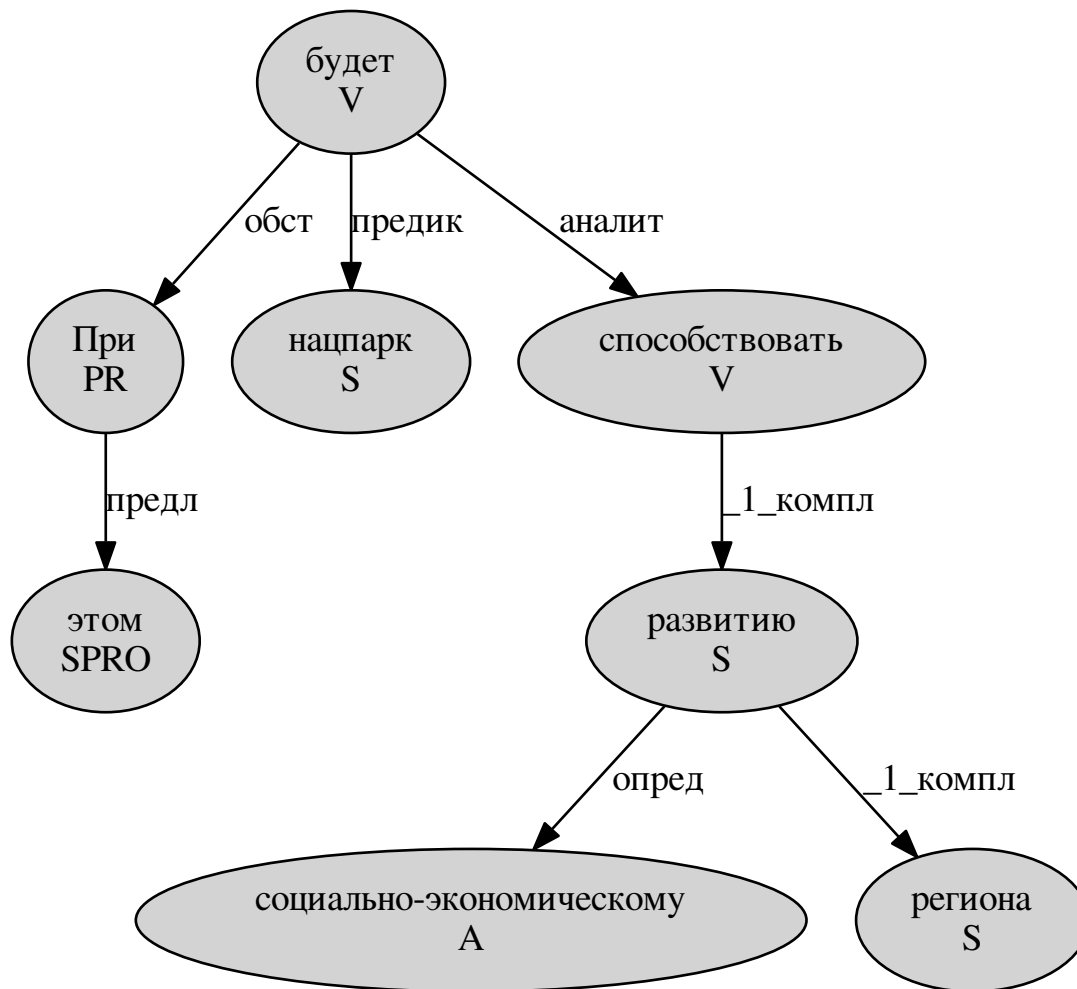 будет
V
обст
предик
аналит
При
PR
нацпарк
S
способствовать
V
предл
_1_компл
этом
SPRO
развитию
S
опред
_1_компл
социально-экономическому
A
региона
S